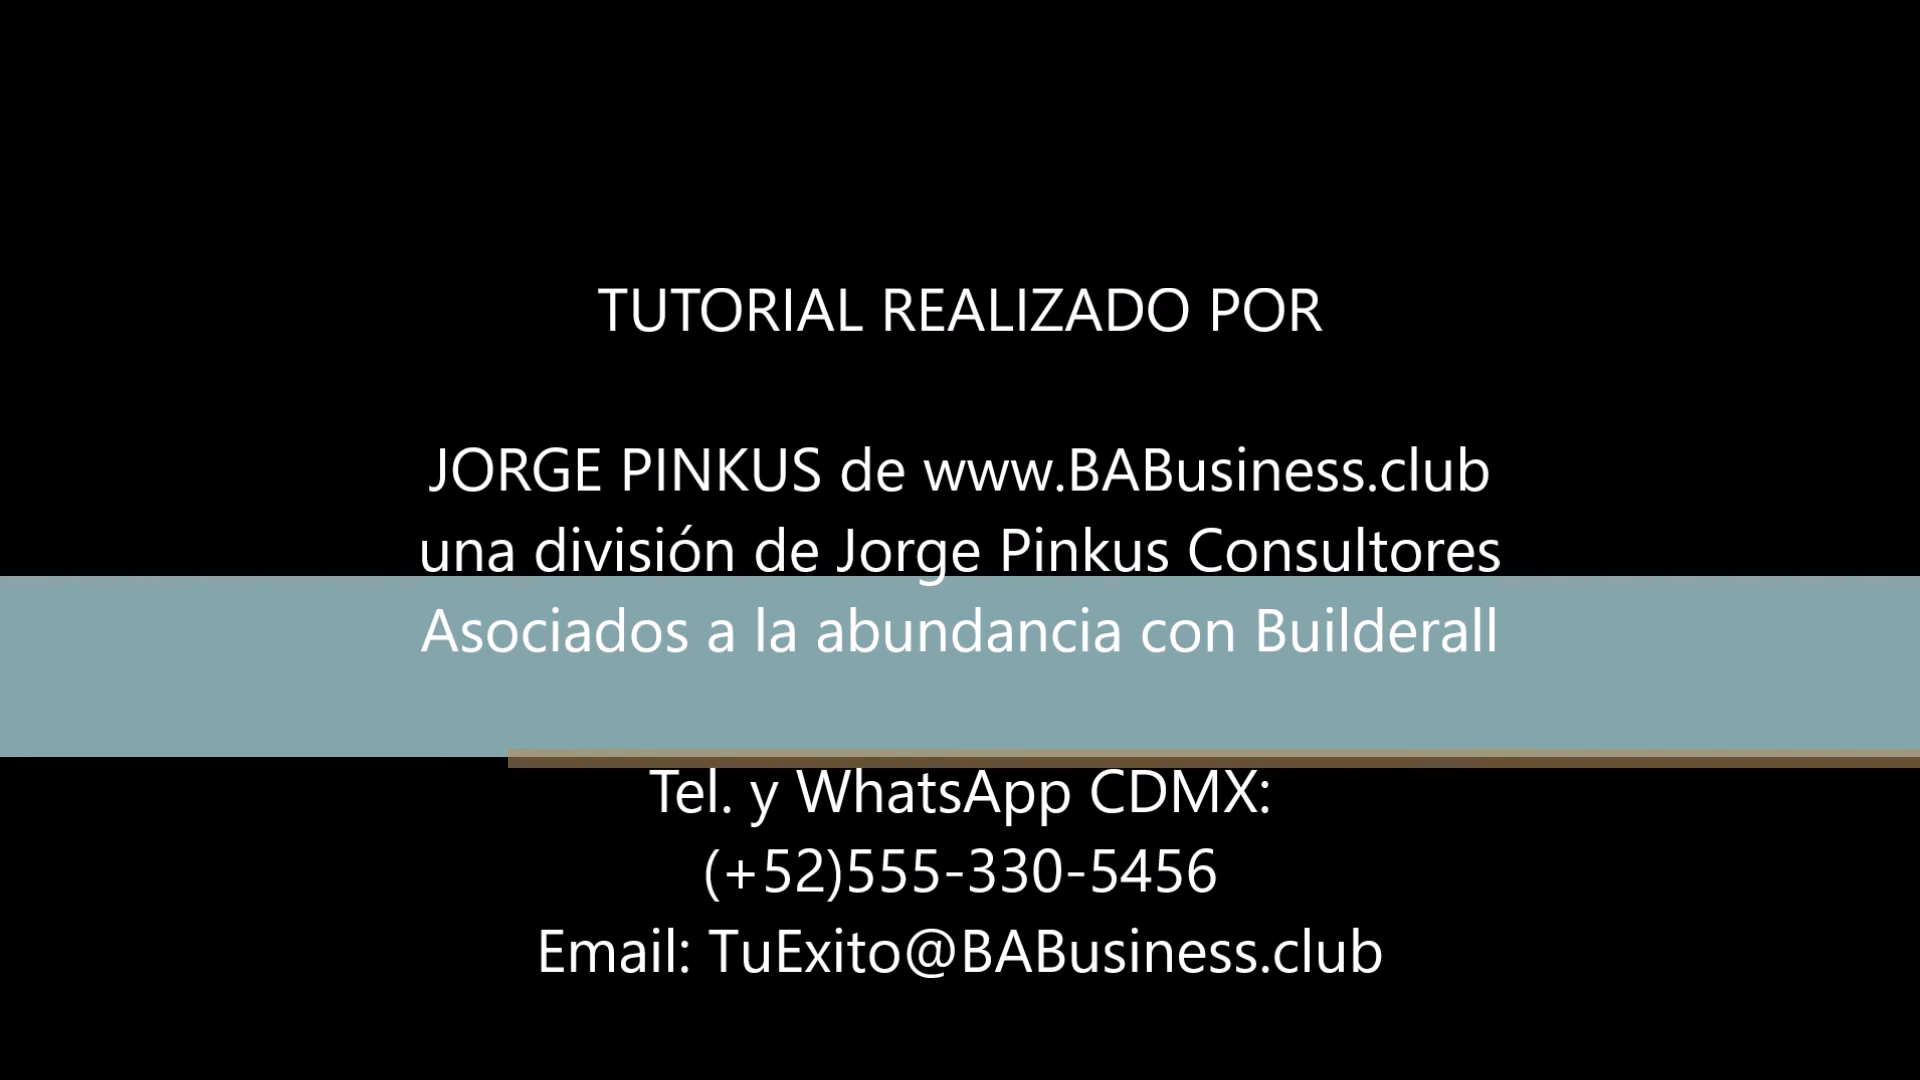 TUTORIAL REALIZADO POR
JORGE PINKUS de www.BABusiness.club
una división de Jorge Pinkus Consultores
Asociados a la abundancia con Builderall
Tel. y WhatsApp CDMX:
(+52)555-330-5456
Email: TuExito@BABusiness.club